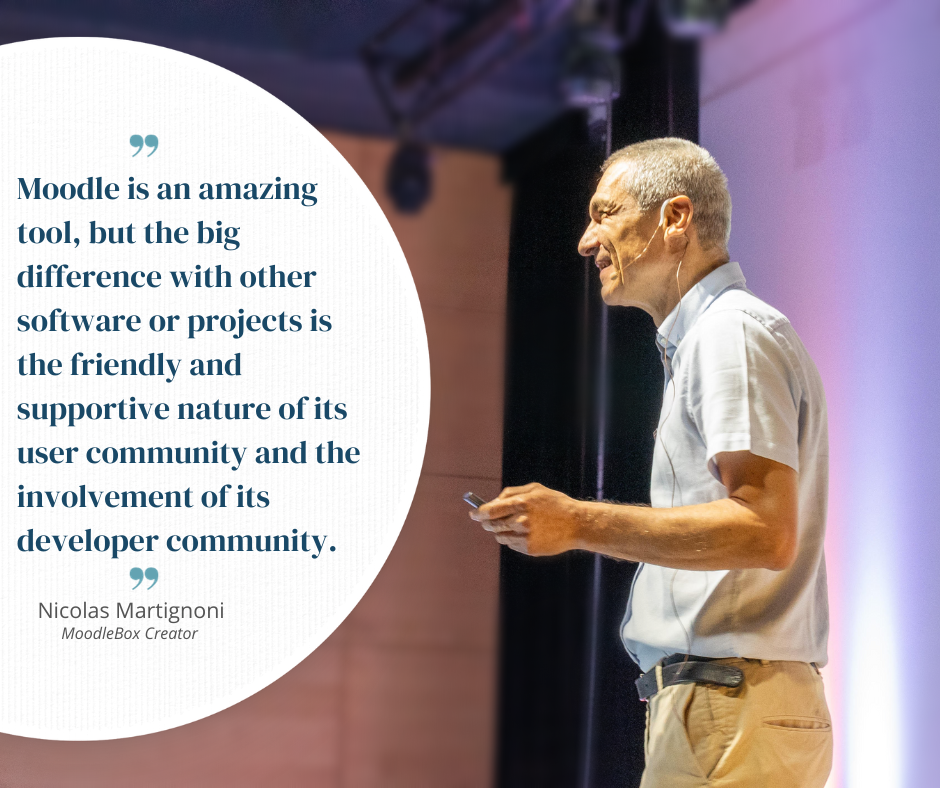 ”
Moodle is an amazing
tool, but the big
difference with other
software or projects is
the friendly and
supportive nature of its
user community and the
involvement of its
developer community.
”
Nicolas Martignoni
MoodleBox Creator